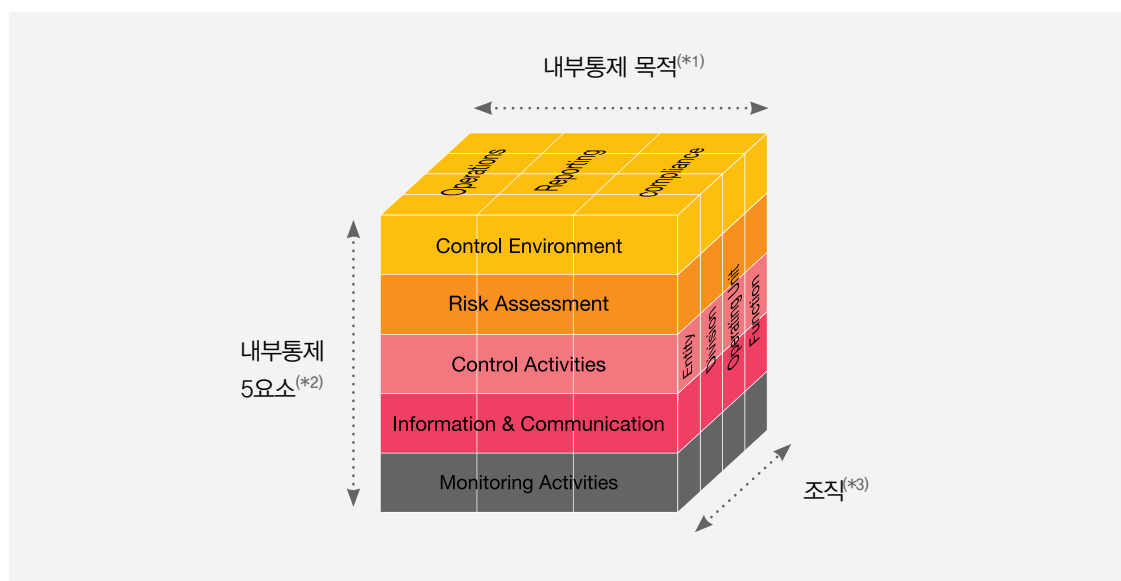 내부통제 목적(*1)
Operations
Reporting
compliance
Control Environment
Risk Assessment
Control Activities
Information & Communication
Monitoring Activities
Entity
Division
Operating Unit
Function
내부통제
5요소(*2)
조직(*3)